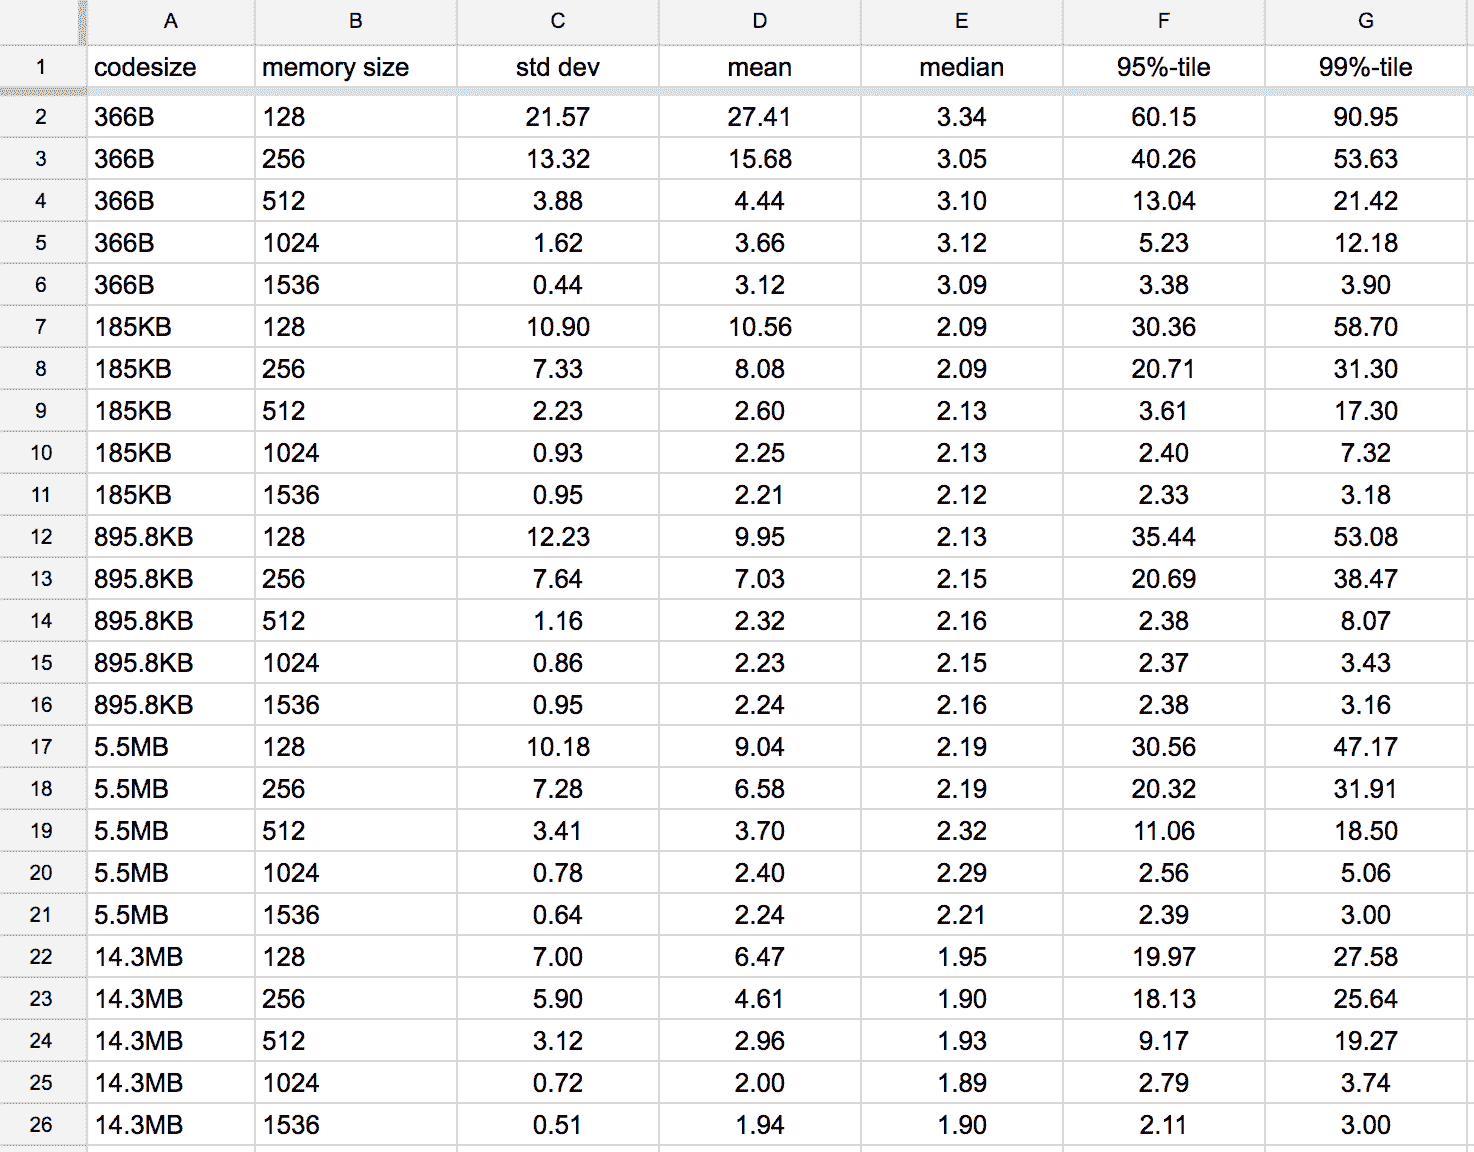 A B C D E F G
1 codesize memory size std dev mean median 95%-tile 99%-tile
2 366B 128 21.57 27.41 3.34 60.15 90.95
3 366B 256 13.32 15.68 3.05 40.26 53.63
4 366B 512 3.88 4.44 3.10 13.04 21.42
5 366B 1024 1.62 3.66 3.12 5.23 12.18
6 366B 1536 0.44 3.12 3.09 3.38 3.90
7 185KB 128 10.90 10.56 2.09 30.36 58.70
8 185KB 256 7.33 8.08 2.09 20.71 31.30
9 185KB 512 2.23 2.60 2.13 3.61 17.30
10 185KB 1024 0.93 2.25 2.13 2.40 7.32
11 185KB 1536 0.95 2.21 2.12 2.33 3.18
12 895.8KB 128 12.23 9.95 2.13 35.44 53.08
13 895.8KB 256 7.64 7.03 2.15 20.69 38.47
14 895.8KB 512 1.16 2.32 2.16 2.38 8.07
15 895.8KB 1024 0.86 2.23 2.15 2.37 3.43
16 895.8KB 1536 0.95 2.24 2.16 2.38 3.16
17 5.5MB 128 10.18 9.04 2.19 30.56 47.17
18 5.5MB 256 7.28 6.58 2.19 20.32 31.91
19 5.5MB 512 3.41 3.70 2.32 11.06 18.50
20 5.5MB 1024 0.78 2.40 2.29 2.56 5.06
21 5.5MB 1536 0.64 2.24 2.21 2.39 3.00
22 14.3MB 128 7.00 6.47 1.95 19.97 27.58
23 14.3MB 256 5.90 4.61 1.90 18.13 25.64
24 14.3MB 512 3.12 2.96 1.93 9.17 19.27
25 14.3MB 1024 0.72 2.00 1.89 2.79 3.74
26 14.3MB 1536 0.51 1.94 1.90 2.11 3.00